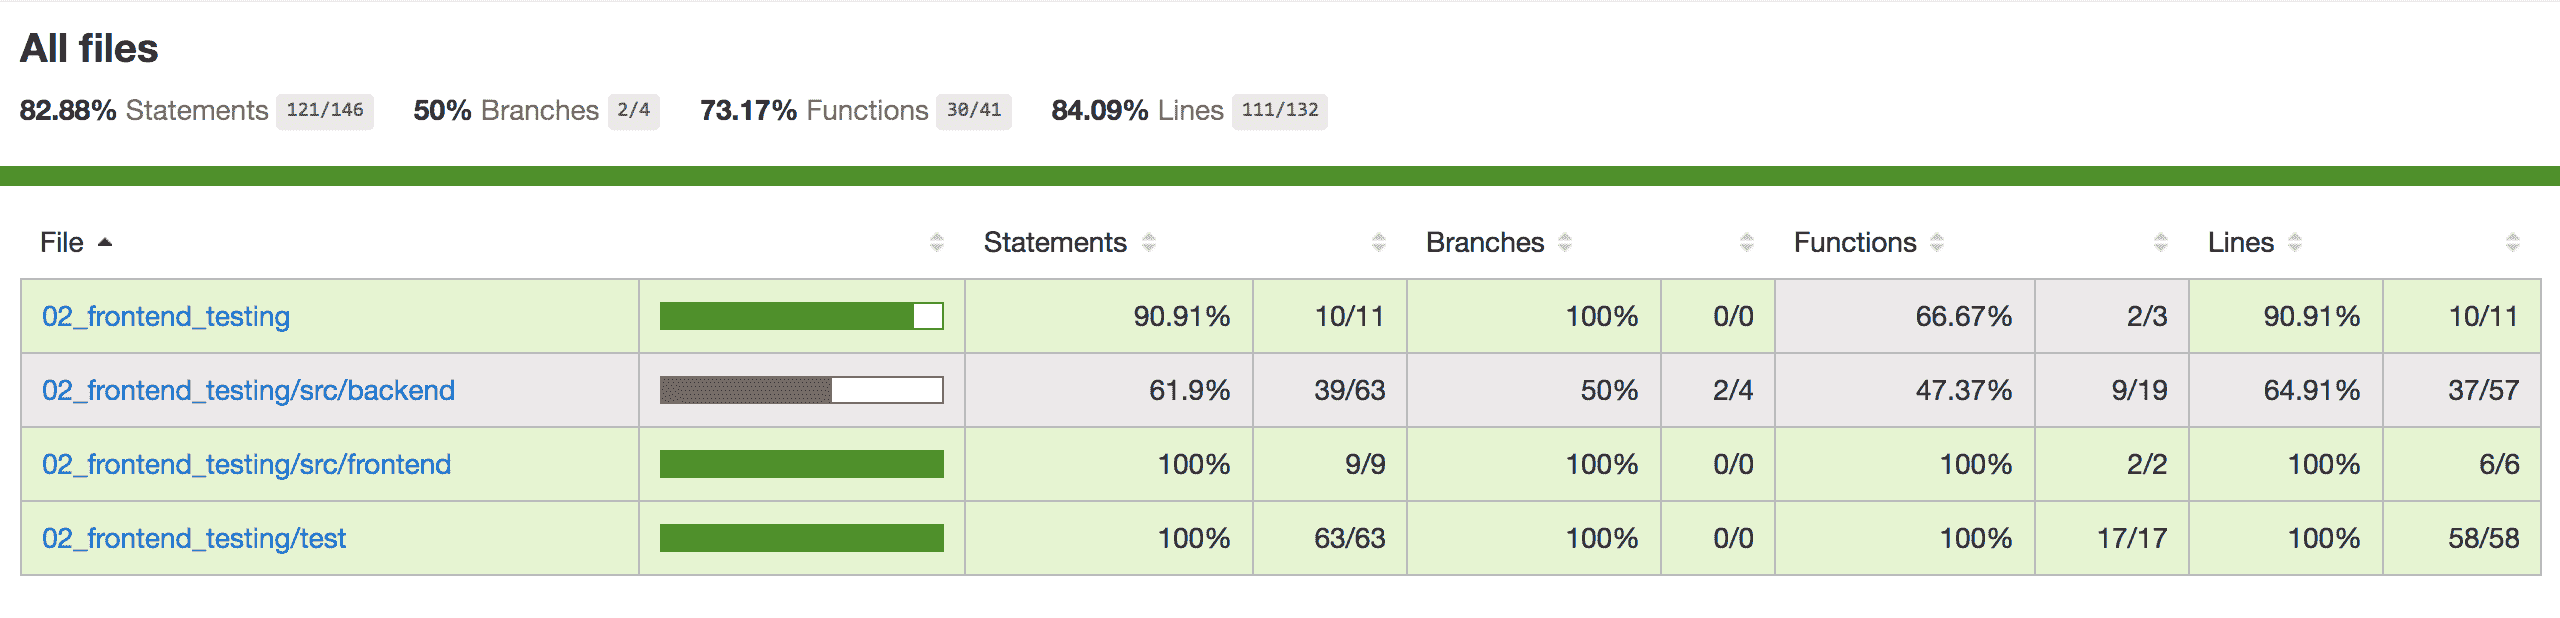 All files
82.88% Statements 121/146 50% Branches 2/4 73.17% Functions 30/41 84.09% Lines 111/132
File Statements Branches Functions Lines
02_frontend_testing 90.91% 10/11 100% 0/0 66.67% 2/3 90.91% 10/11
02_frontend_testing/src/backend 61.9% 39/63 50% 2/4 47.37% 9/19 64.91% 37/57
02_frontend_testing/src/frontend 100% 9/9 100% 0/0 100% 2/2 100% 6/6
02_frontend_testing/test 100% 63/63 100% 0/0 100% 17/17 100% 58/58